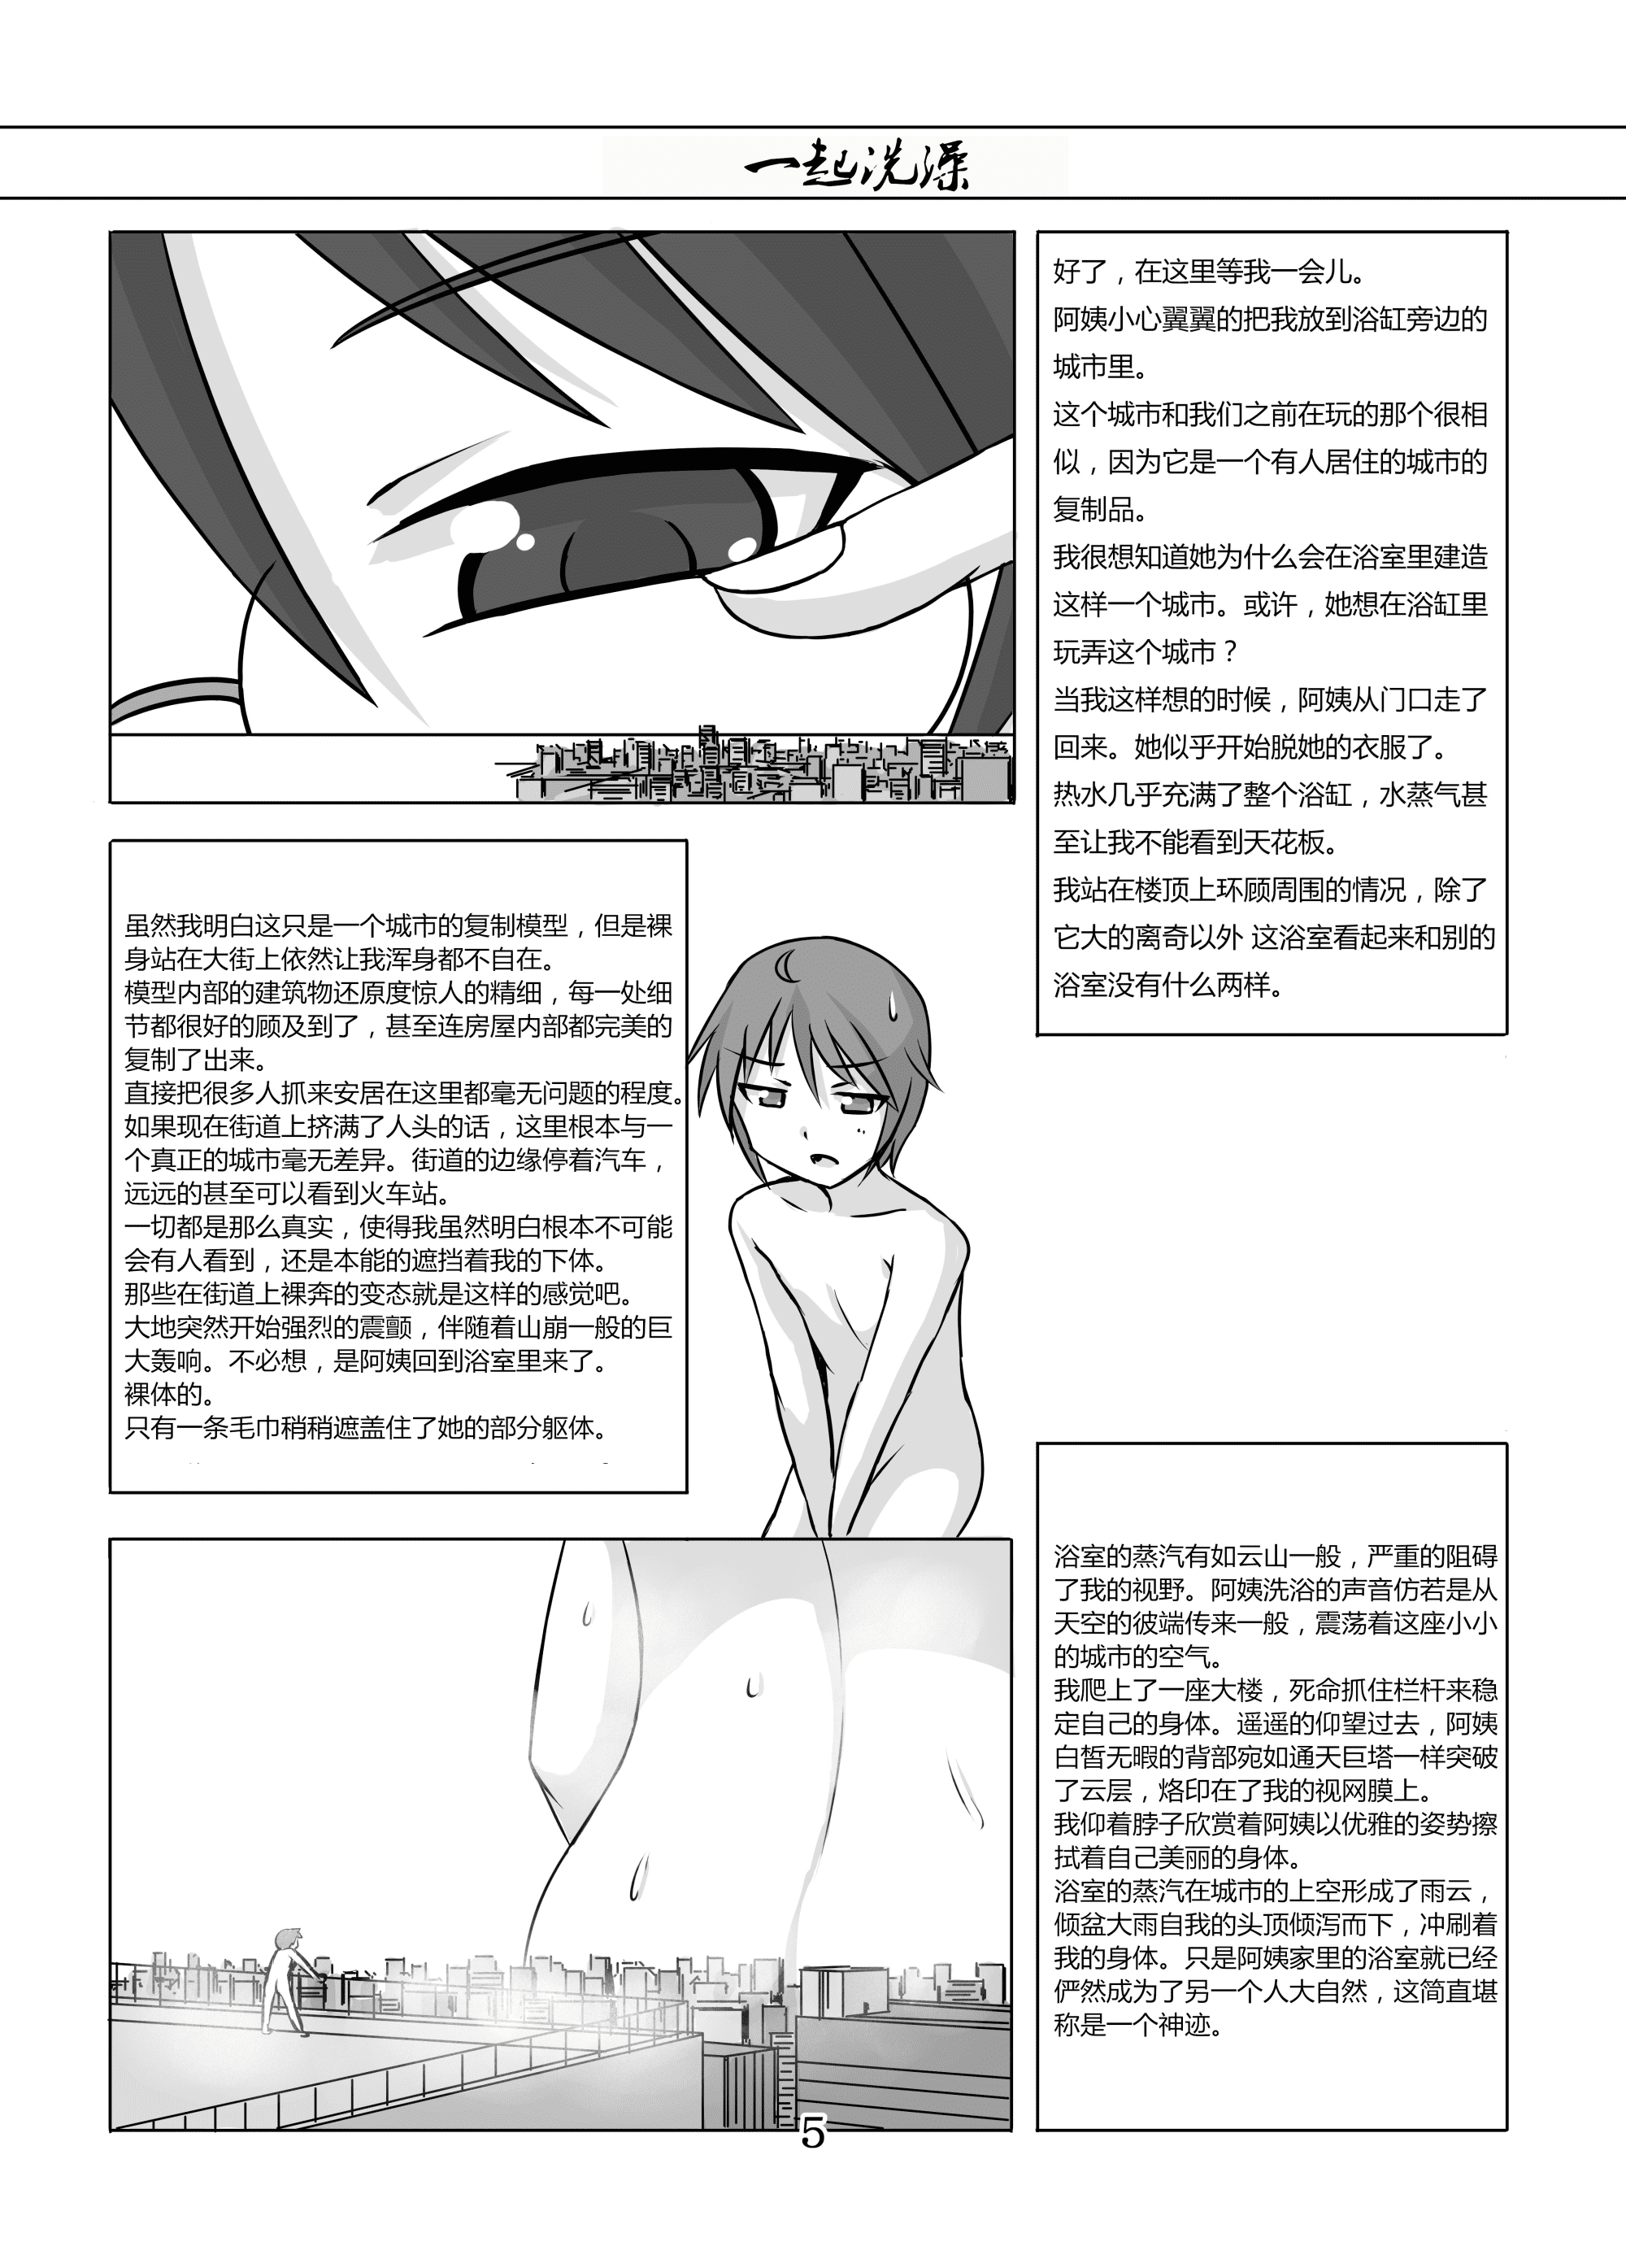 一起洗澡
好了，在这里等我一会儿。
阿姨小心翼翼的把我放到浴缸旁边的
城市里。
这个城市和我们之前在玩的那个很相
似，因为它是一个有人居住的城市的
复制品。
我很想知道她为什么会在浴室里建造
这样一个城市。或许，她想在浴缸里
玩弄这个城市？
当我这样想的时候，阿姨从门口走了
回来。她似乎开始脱她的衣服了。
热水几乎充满了整个浴缸，水蒸气甚
至让我不能看到天花板。
我站在楼顶上环顾周围的情况，除了
它大的离奇以外 这浴室看起来和别的
浴室没有什么两样。
虽然我明白这只是一个城市的复制模型，但是裸
身站在大街上依然让我浑身都不自在。
模型内部的建筑物还原度惊人的精细，每一处细
节都很好的顾及到了，甚至连房屋内部都完美的
复制了出来。
直接把很多人抓来安居在这里都毫无问题的程度。
如果现在街道上挤满了人头的话，这里根本与一
个真正的城市毫无差异。街道的边缘停着汽车，
远远的甚至可以看到火车站。
一切都是那么真实，使得我虽然明白根本不可能
会有人看到，还是本能的遮挡着我的下体。
那些在街道上裸奔的变态就是这样的感觉吧。
大地突然开始强烈的震颤，伴随着山崩一般的巨
大轰响。不必想，是阿姨回到浴室里来了。
裸体的。
只有一条毛巾稍稍遮盖住了她的部分躯体。
浴室的蒸汽有如云山一般，严重的阻碍
了我的视野。阿姨洗浴的声音仿若是从
天空的彼端传来一般，震荡着这座小小
的城市的空气。
我爬上了一座大楼，死命抓住栏杆来稳
定自己的身体。遥遥的仰望过去，阿姨
白皙无暇的背部宛如通天巨塔一样突破
了云层，烙印在了我的视网膜上。
我仰着脖子欣赏着阿姨以优雅的姿势擦
拭着自己美丽的身体。
浴室的蒸汽在城市的上空形成了雨云，
倾盆大雨自我的头顶倾泻而下，冲刷着
我的身体。只是阿姨家里的浴室就已经
俨然成为了另一个人大自然，这简直堪
称是一个神迹。
5